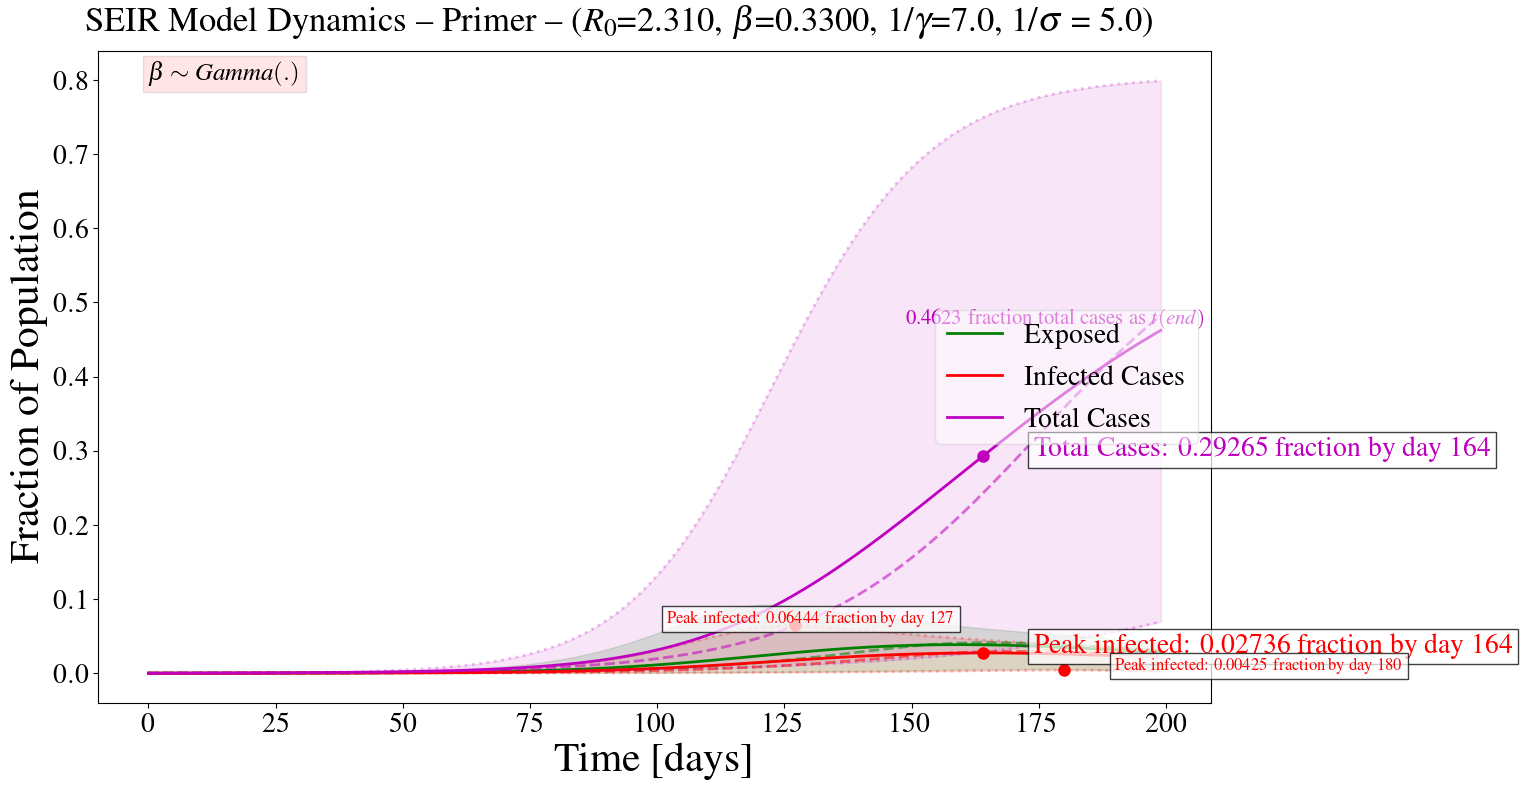 SEIR Model Dynamics – Primer – (R₀=2.310, β=0.3300, 1/γ=7.0, 1/σ = 5.0)
β ∼ Gamma(.)
Fraction of Population
0.8
0.7
0.6
0.5
0.4
0.3
0.2
0.1
0.0
0.4623 fraction total cases as t(end)
Exposed
Infected Cases
Total Cases
Total Cases: 0.29265 fraction by day 164
Peak infected: 0.06444 fraction by day 127
Peak infected: 0.02736 fraction by day 164
Peak infected: 0.00425 fraction by day 180
0 25 50 75 100 125 150 175 200
Time [days]